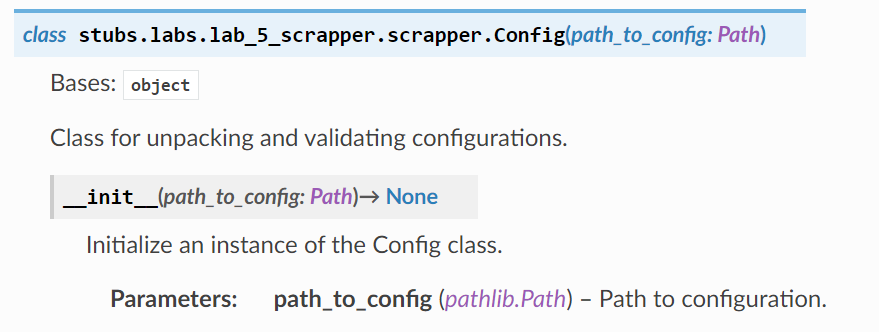 class stubs.labs.lab_5_scrapper.scrapper.Config(path_to_config: Path)
Bases: object
Class for unpacking and validating configurations.
__init__(path_to_config: Path)→ None
Initialize an instance of the Config class.
Parameters: path_to_config (pathlib.Path) – Path to configuration.